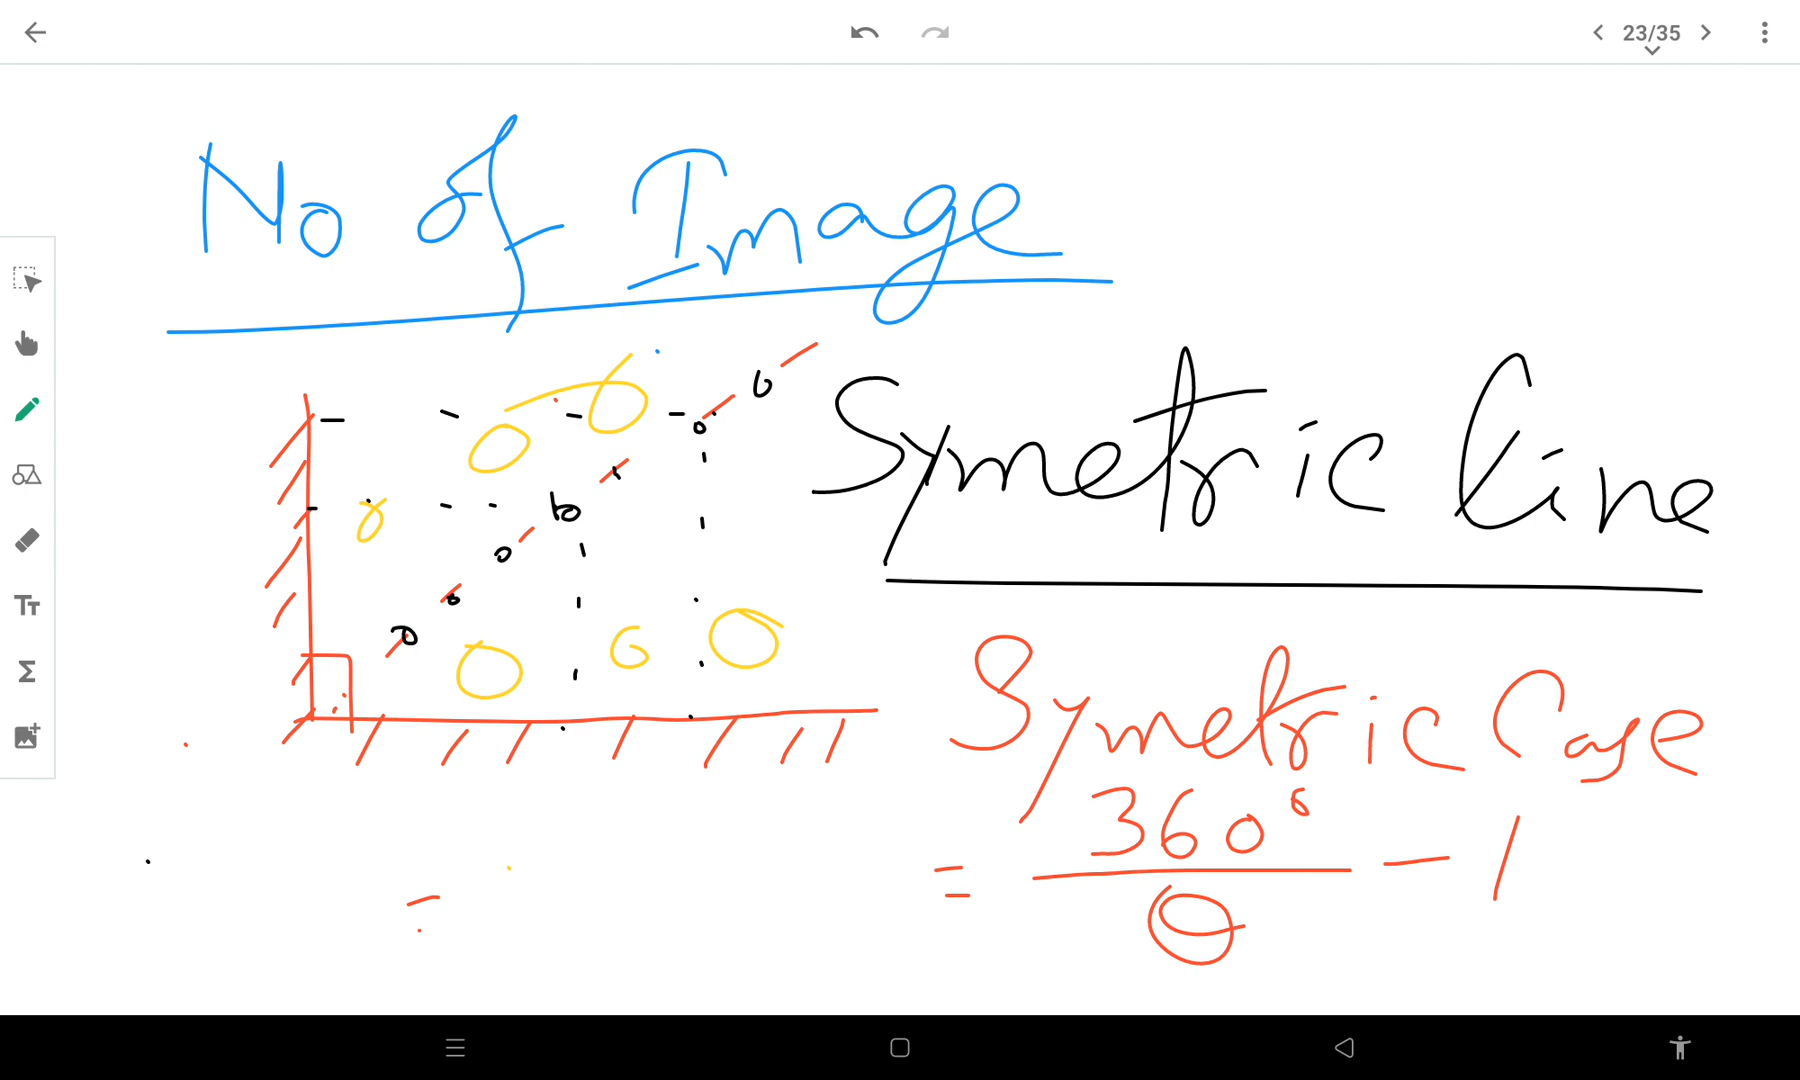 23/35
No of Image
Symetric line
Symetric Case
= 360° / θ - 1